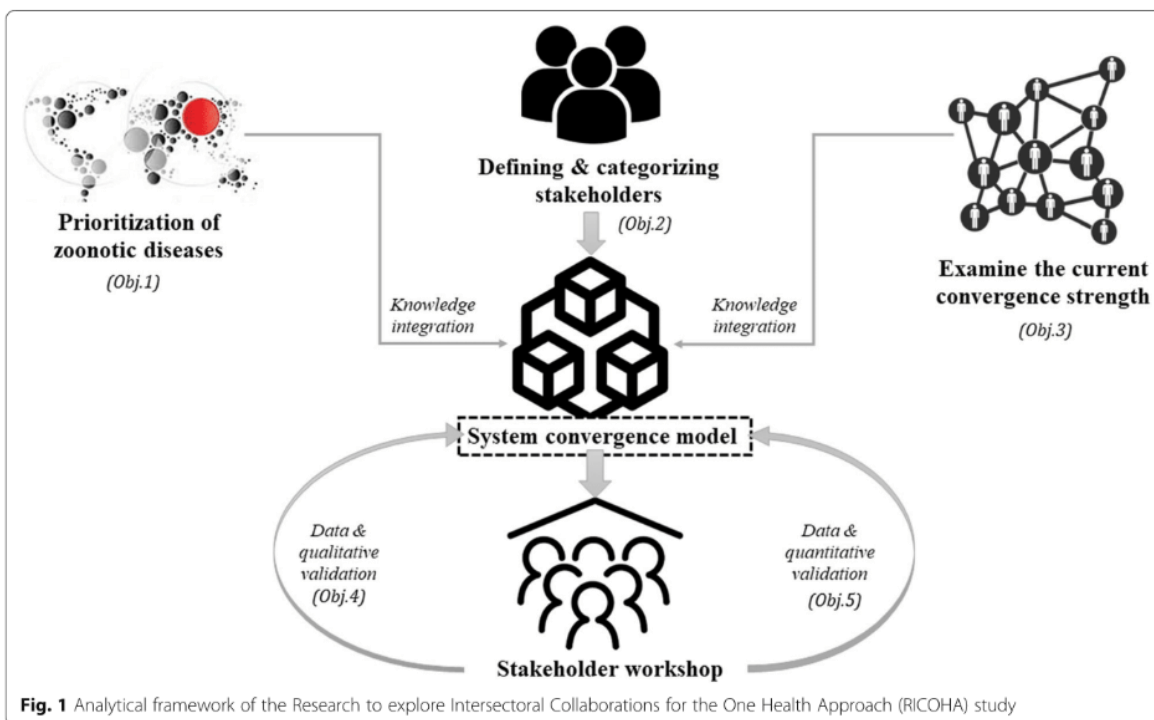 Prioritization of
zoonotic diseases
(Obj.1)
Defining & categorizing
stakeholders
(Obj.2)
Examine the current
convergence strength
(Obj.3)
Knowledge
integration
Knowledge
integration
System convergence model
Data &
qualitative
validation
(Obj.4)
Data &
quantitative
validation
(Obj.5)
Stakeholder workshop
Fig. 1 Analytical framework of the Research to explore Intersectoral Collaborations for the One Health Approach (RICOHA) study